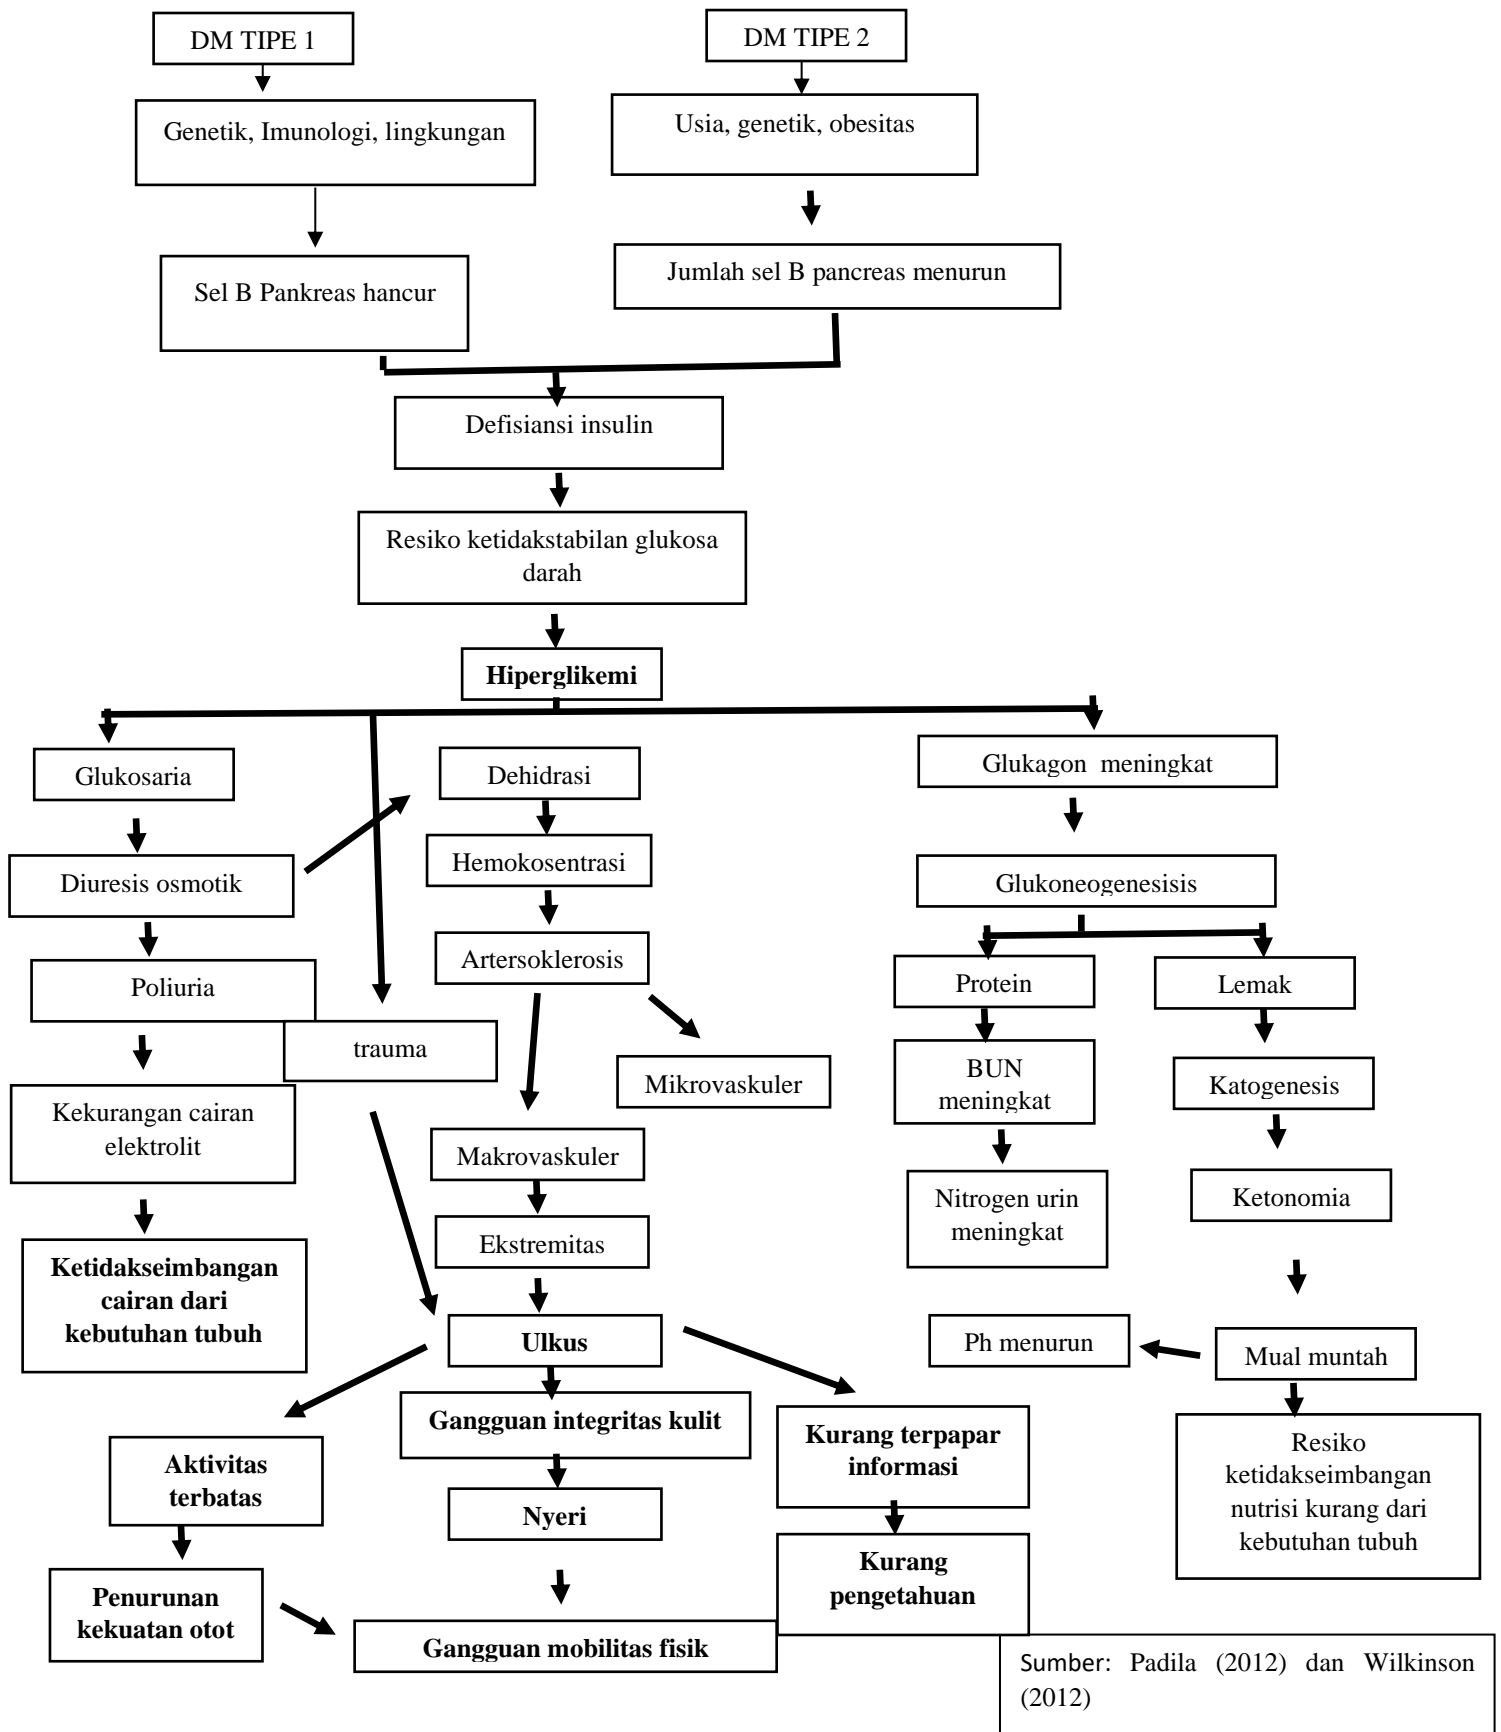 DM TIPE 1
DM TIPE 2
Genetik, Imunologi, lingkungan
Usia, genetik, obesitas
Sel B Pankreas hancur
Jumlah sel B pancreas menurun
Defisiansi insulin
Resiko ketidakstabilan glukosa
darah
Hiperglikemi
Glukosaria
Dehidrasi
Glukagon meningkat
Diuresis osmotik
Hemokosentrasi
Glukoneogenesisis
Poliuria
Artersoklerosis
Protein
Lemak
trauma
Mikrovaskuler
BUN
meningkat
Katogenesis
Kekurangan cairan
elektrolit
Makrovaskuler
Nitrogen urin
meningkat
Ketonomia
Ekstremitas
Ketidakseimbangan
cairan dari
kebutuhan tubuh
Ulkus
Ph menurun
Mual muntah
Gangguan integritas kulit
Kurang terpapar
informasi
Resiko
ketidakseimbangan
nutrisi kurang dari
kebutuhan tubuh
Aktivitas
terbatas
Nyeri
Kurang
pengetahuan
Penurunan
kekuatan otot
Gangguan mobilitas fisik
Sumber: Padila (2012) dan Wilkinson
(2012)